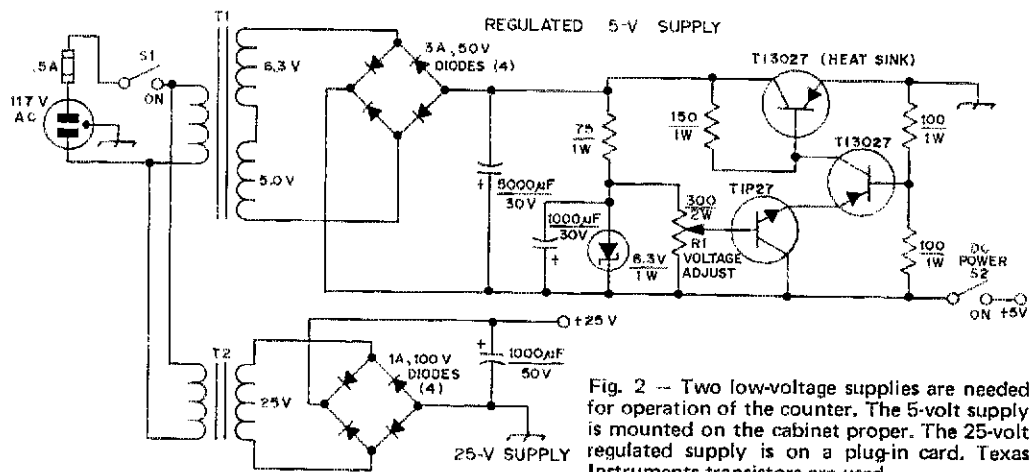 REGULATED 5-V SUPPLY
T1
.5A
S1
ON
117 V
AC
6.3V
5.0V
3A, 50V
DIODES (4)
5000µF
30V
+
75
1W
1000µF
30V
+
6.3V
1W
300
2W
R1
VOLTAGE
ADJUST
150
1W
TI3027 (HEAT SINK)
TI3027
TIP27
100
1W
100
1W
DC
POWER
S2
ON +5V
T2
25V
1A, 100V
DIODES
(4)
+25V
+
1000µF
50V
25-V SUPPLY
Fig. 2 — Two low-voltage supplies are needed
for operation of the counter. The 5-volt supply
is mounted on the cabinet proper. The 25-volt
regulated supply is on a plug-in card. Texas
Instruments transistors are used.